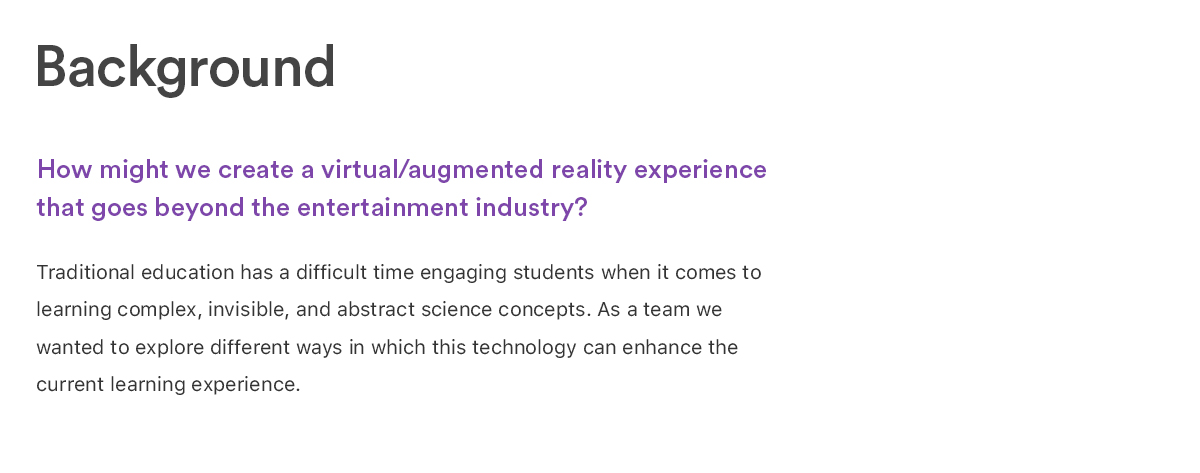 Background
How might we create a virtual/augmented reality experience
that goes beyond the entertainment industry?
Traditional education has a difficult time engaging students when it comes to
learning complex, invisible, and abstract science concepts. As a team we
wanted to explore different ways in which this technology can enhance the
current learning experience.